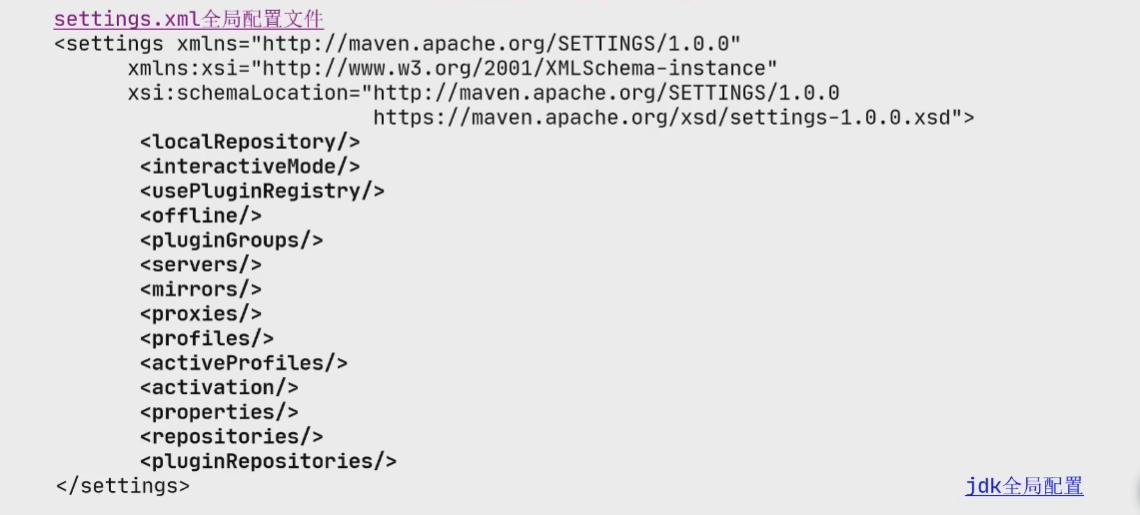 settings.xml全局配置文件
<settings xmlns="http://maven.apache.org/SETTINGS/1.0.0"
xmlns:xsi="http://www.w3.org/2001/XMLSchema-instance"
xsi:schemaLocation="http://maven.apache.org/SETTINGS/1.0.0
https://maven.apache.org/xsd/settings-1.0.0.xsd">
<localRepository/>
<interactiveMode/>
<usePluginRegistry/>
<offline/>
<pluginGroups/>
<servers/>
<mirrors/>
<proxies/>
<profiles/>
<activeProfiles/>
<activation/>
<properties/>
<repositories/>
<pluginRepositories/>
</settings>
jdk全局配置